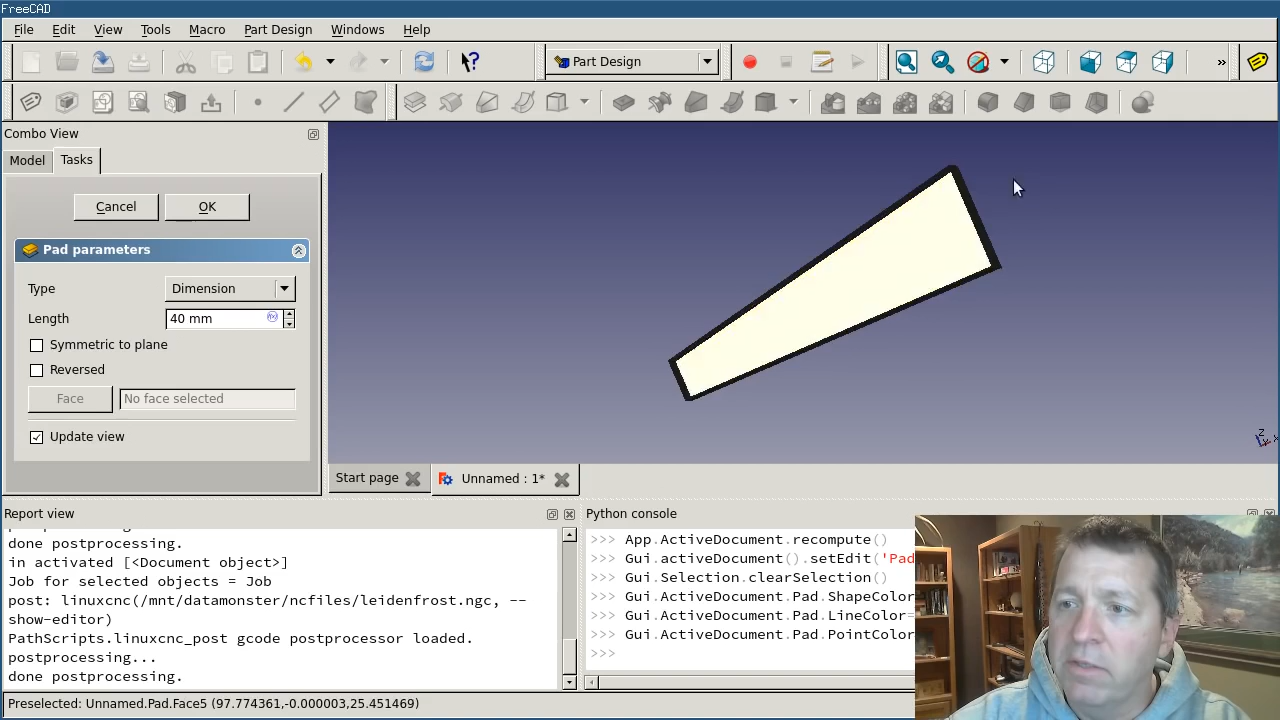 FreeCAD
File Edit View Tools Macro Part Design Windows Help
Part Design
»
Combo View
Model Tasks
Cancel OK
Pad parameters
Type Dimension
Length 40 mm
Symmetric to plane
Reversed
Face No face selected
Update view
Z
Start page Unnamed : 1*
Report view
done postprocessing.
in activated [<Document object>]
Job for selected objects = Job
post: linuxcnc(/mnt/datamonster/ncfiles/leidenfrost.ngc, --
show-editor)
PathScripts.linuxcnc_post gcode postprocessor loaded.
postprocessing...
done postprocessing.
Python console
>>> App.ActiveDocument.recompute()
>>> Gui.activeDocument().setEdit('Pad
>>> Gui.Selection.clearSelection()
>>> Gui.ActiveDocument.Pad.ShapeColor
>>> Gui.ActiveDocument.Pad.LineColor=
>>> Gui.ActiveDocument.Pad.PointColor
>>>
Preselected: Unnamed.Pad.Face5 (97.774361,-0.000003,25.451469)